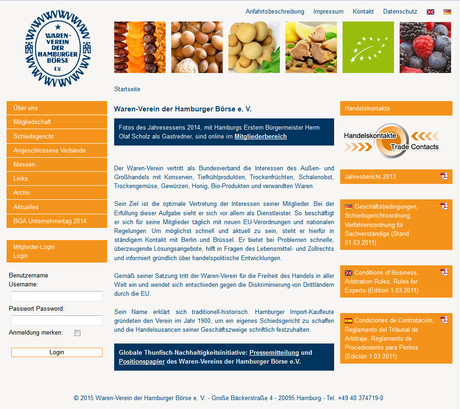 Anfahrtsbeschreibung Impressum Kontakt Datenschutz
WAREN-
VEREIN
DER
HAMBURGER
BÖRSE
E.V.
Startseite
Über uns
Mitgliedschaft
Schiedsgericht
Angeschlossene Verbände
Messen
Links
Archiv
Aktuelles
BGA Unternehmertag 2014
Mitglieder-Login
Login
Benutzername
Username:
Passwort Password:
Anmeldung merken:
Login
Waren-Verein der Hamburger Börse e. V.
Fotos des Jahresessens 2014, mit Hamburgs Erstem Bürgermeister Herrn
Olaf Scholz als Gastredner, sind online im Mitgliederbereich
Der Waren-Verein vertritt als Bundesverband die Interessen des Außen- und
Großhandels mit Konserven, Tiefkühlprodukten, Trockenfrüchten, Schalenobst,
Trockengemüse, Gewürzen, Honig, Bio-Produkten und verwandten Waren.
Sein Ziel ist die optimale Vertretung der Interessen seiner Mitglieder. Bei der
Erfüllung dieser Aufgabe sieht er sich vor allem als Dienstleister. So beschäftigt
er sich für seine Mitglieder täglich mit neuen EU-Verordnungen und nationalen
Regelungen. Um möglichst schnell und aktuell zu sein, steht er hierfür in
ständigem Kontakt mit Berlin und Brüssel. Er bietet bei Problemen schnelle,
überzeugende Lösungsangebote, hilft in Fragen des Lebensmittel- und Zollrechts
und informiert gründlich über handelspolitische Entwicklungen.
Gemäß seiner Satzung tritt der Waren-Verein für die Freiheit des Handels in aller
Welt ein und wendet sich entschieden gegen die Diskriminierung von Drittländern
durch die EU.
Sein Name erklärt sich traditionell-historisch. Hamburger Import-Kaufleute
gründeten den Verein im Jahr 1900, um ein eigenes Schiedsgericht zu schaffen
und die Handelsusancen seiner Geschäftszweige schriftlich festzuhalten.
Globale Thunfisch-Nachhaltigkeitsinitiative: Pressemitteilung und
Positionspapier des Waren-Vereins der Hamburger Börse e.V.
Handelskontakte
Handelskontakte
Trade Contacts
Jahresbericht 2013
Geschäftsbedingungen,
Schiedsgerichtsordnung,
Verfahrensordnung für
Sachverständige (Stand
01.03.2011)
Conditions of Business,
Arbitration Rules, Rules
for Experts (Edition 1.03.2011)
Condiciones de Contratación,
Reglamento del Tribunal de
Arbitraje, Reglamento de
Procedimiento para Peritos
(Edición 1.03.2011)
© 2015 Waren-Verein der Hamburger Börse e. V. - Große Bäckerstraße 4 - 20095 Hamburg - Tel. +49 40 374719-0